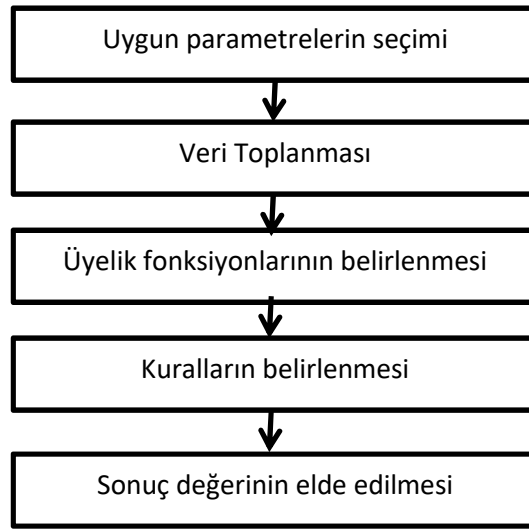 Uygun parametrelerin seçimi
Veri Toplanması
Üyelik fonksiyonlarının belirlenmesi
Kuralların belirlenmesi
Sonuç değerinin elde edilmesi